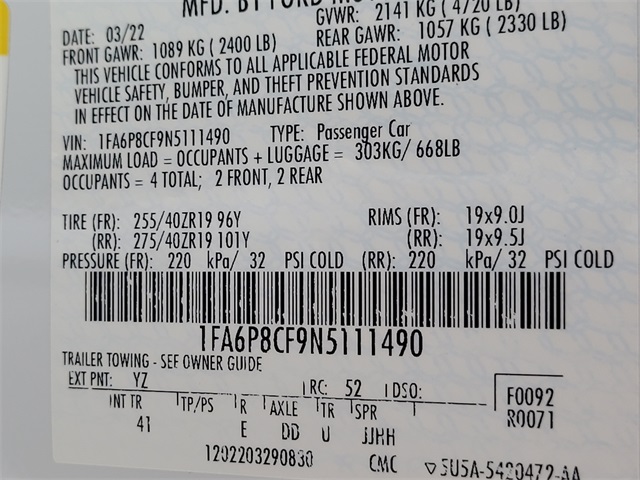 MFD. BY FORD MO
DATE: 03/22 GVWR: 2141 KG ( 4720 LB)
FRONT GAWR: 1089 KG ( 2400 LB) REAR GAWR: 1057 KG ( 2330 LB)
THIS VEHICLE CONFORMS TO ALL APPLICABLE FEDERAL MOTOR
VEHICLE SAFETY, BUMPER, AND THEFT PREVENTION STANDARDS
IN EFFECT ON THE DATE OF MANUFACTURE SHOWN ABOVE.
VIN: 1FA6P8CF9N5111490 TYPE: Passenger Car
MAXIMUM LOAD = OCCUPANTS + LUGGAGE = 303KG/ 668LB
OCCUPANTS = 4 TOTAL; 2 FRONT, 2 REAR
TIRE (FR): 255/40ZR19 96Y RIMS (FR): 19x9.0J
(RR): 275/40ZR19 101Y (RR): 19x9.5J
PRESSURE (FR): 220 kPa/ 32 PSI COLD (RR): 220 kPa/ 32 PSI COLD
1FA6P8CF9N5111490
TRAILER TOWING - SEE OWNER GUIDE
EXT PNT: YZ RC: 52 DSO: F0092
INT TR TP/PS R AXLE TR SPR R0071
41 E DD U JJHH
1202203290830 CMC 5U5A-5420472-AA